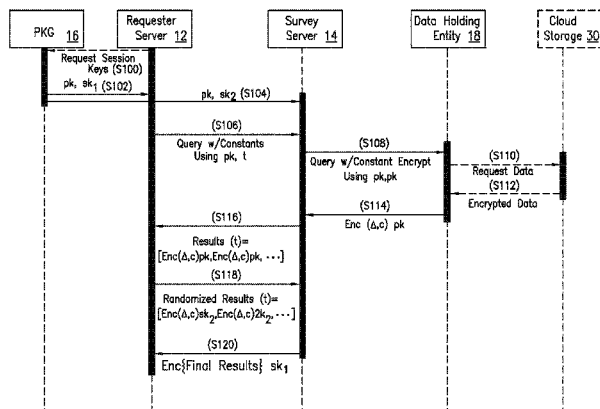 PKG 16
Requester
Server 12
Survey
Server 14
Data Holding
Entity 18
Cloud
Storage 30
Request Session
Keys (S100)
pk, sk1 (S102)
pk, sk2 (S104)
(S106)
Query w/Constants
Using pk, t
(S108)
Query w/Constant Encrypt
Using pk,pk
(S110)
Request Data
(S112)
Encrypted Data
(S114)
Enc (Δ,c) pk
(S116)
Results (t)=
[Enc(Δ,c)pk,Enc(Δ,c)pk, ···]
(S118)
Randomized Results (t)=
[Enc(Δ,c)sk2,Enc(Δ,c)2k2, ···]
(S120)
Enc{Final Results} sk1